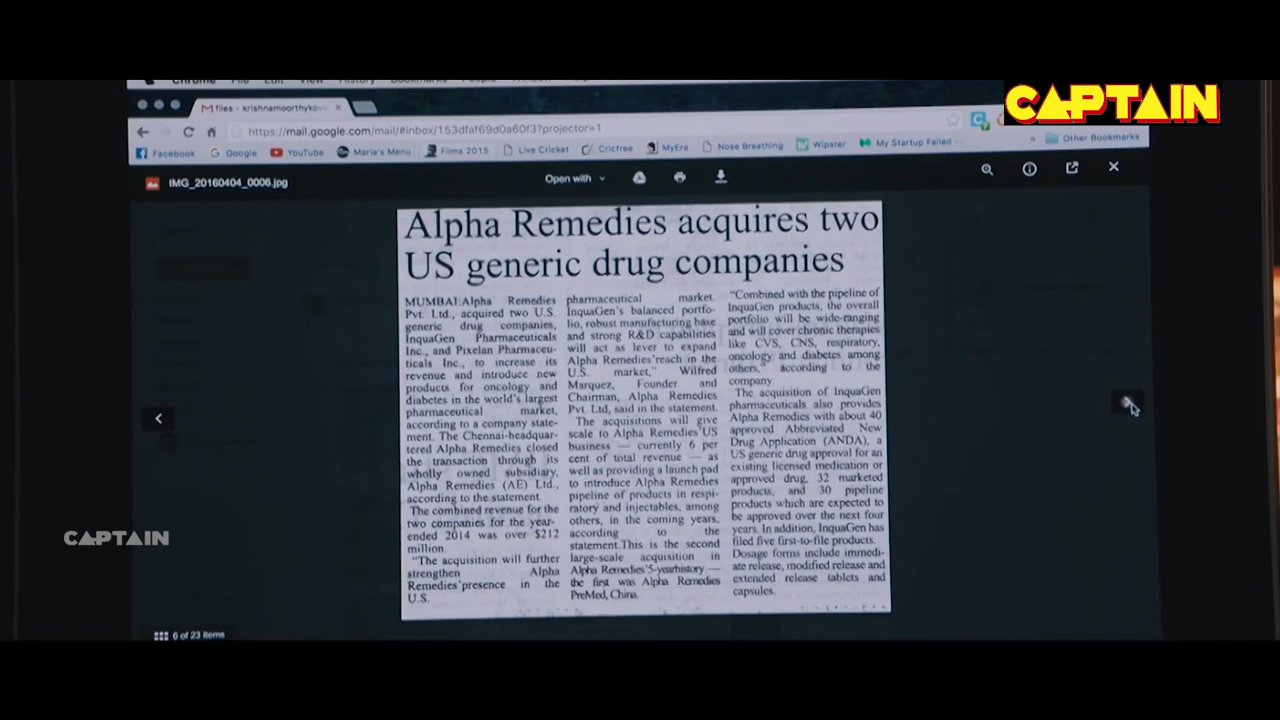 CAPTAIN
Chrome File Edit View History Bookmarks People
files - krishnamoorthykov
https://mail.google.com/mail/#inbox/153dfaf69d0a60f3?projector=1
Facebook Google YouTube Marie's Menu Films 2015 Live Cricket Cricfree MyEra Nose Breathing Wipster My Startup Failed » Other Bookmarks
IMG_20160404_0006.jpg Open with
Alpha Remedies acquires two
US generic drug companies
MUMBAI:Alpha Remedies
Pvt. Ltd., acquired two U.S.
generic drug companies,
InquaGen Pharmaceuticals
Inc., and Pixelan Pharmaceu-
ticals Inc., to increase its
revenue and introduce new
products for oncology and
diabetes in the world's largest
pharmaceutical market,
according to a company state-
ment. The Chennai-headquar-
tered Alpha Remedies closed
the transaction through its
wholly owned subsidiary,
Alpha Remedies (AE) Ltd.,
according to the statement.
The combined revenue for the
two companies for the year-
ended 2014 was over $212
million.
"The acquisition will further
strengthen Alpha
Remedies'presence in the
U.S.
pharmaceutical market.
InquaGen's balanced portfo-
lio, robust manufacturing base
and strong R&D capabilities
will act as lever to expand
Alpha Remedies'reach in the
U.S. market," Wilfred
Marquez, Founder and
Chairman, Alpha Remedies
Pvt. Ltd, said in the statement.
The acquisitions will give
scale to Alpha Remedies'US
business — currently 6 per
cent of total revenue — as
well as providing a launch pad
to introduce Alpha Remedies
pipeline of products in respi-
ratory and injectables, among
others, in the coming years,
according to the
statement.This is the second
large-scale acquisition in
Alpha Remedies'5-yearhistory —
the first was Alpha Remedies
PreMed, China.
"Combined with the pipeline of
InquaGen products, the overall
portfolio will be wide-ranging
and will cover chronic therapies
like CVS, CNS, respiratory,
oncology and diabetes among
others," according to the
company.
The acquisition of InquaGen
pharmaceuticals also provides
Alpha Remedies with about 40
approved Abbreviated New
Drug Application (ANDA), a
US generic drug approval for an
existing licensed medication or
approved drug, 32 marketed
products, and 30 pipeline
products which are expected to
be approved over the next four
years. In addition, InquaGen has
filed five first-to-file products.
Dosage forms include immedi-
ate release, modified release and
extended release tablets and
capsules.
CAPTAIN
6 of 23 items